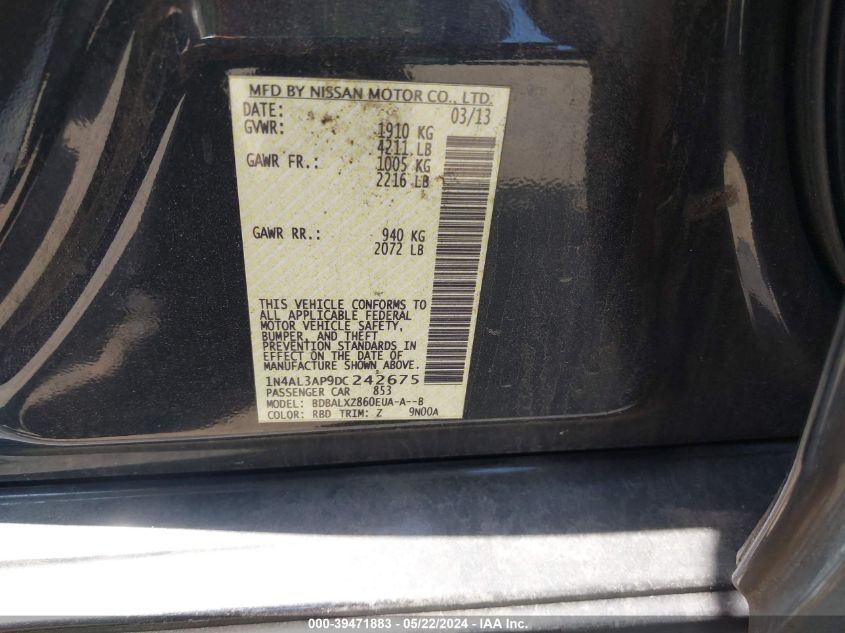 MFD BY NISSAN MOTOR CO., LTD.
DATE: 03/13
GVWR: 1910 KG
4211 LB
GAWR FR.: 1005 KG
2216 LB
GAWR RR.: 940 KG
2072 LB
THIS VEHICLE CONFORMS TO
ALL APPLICABLE FEDERAL
MOTOR VEHICLE SAFETY,
BUMPER, AND THEFT
PREVENTION STANDARDS IN
EFFECT ON THE DATE OF
MANUFACTURE SHOWN ABOVE.
1N4AL3AP9DC242675
PASSENGER CAR 853
MODEL: BDBALXZ860EUA-A--B
COLOR: RBD TRIM: Z 9N00A
000-39471883 - 05/22/2024 - IAA Inc.